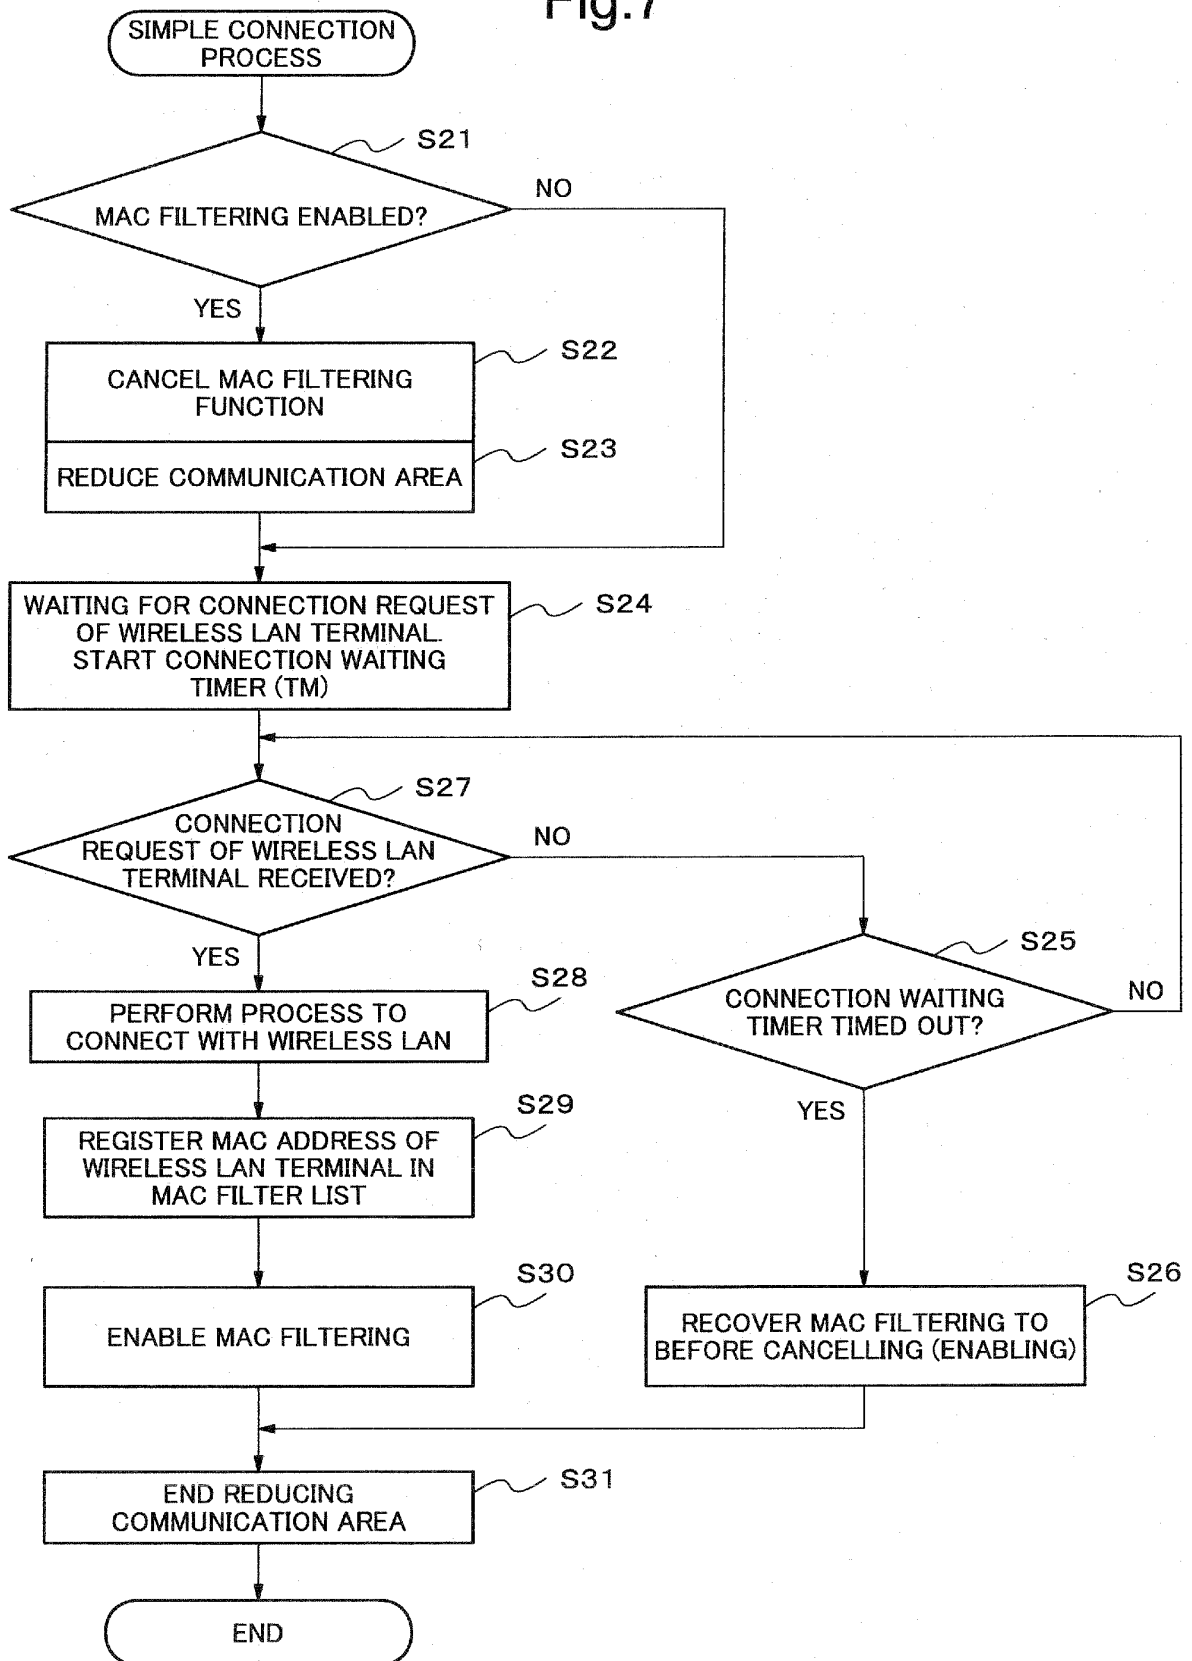 Fig.7
SIMPLE CONNECTION
PROCESS
S21
MAC FILTERING ENABLED?
NO
YES
S22
CANCEL MAC FILTERING
FUNCTION
S23
REDUCE COMMUNICATION AREA
S24
WAITING FOR CONNECTION REQUEST
OF WIRELESS LAN TERMINAL.
START CONNECTION WAITING
TIMER (TM)
S27
CONNECTION
REQUEST OF WIRELESS LAN
TERMINAL RECEIVED?
NO
YES
S25
CONNECTION WAITING
TIMER TIMED OUT?
NO
YES
S28
PERFORM PROCESS TO
CONNECT WITH WIRELESS LAN
S29
REGISTER MAC ADDRESS OF
WIRELESS LAN TERMINAL IN
MAC FILTER LIST
S30
ENABLE MAC FILTERING
S26
RECOVER MAC FILTERING TO
BEFORE CANCELLING (ENABLING)
S31
END REDUCING
COMMUNICATION AREA
END